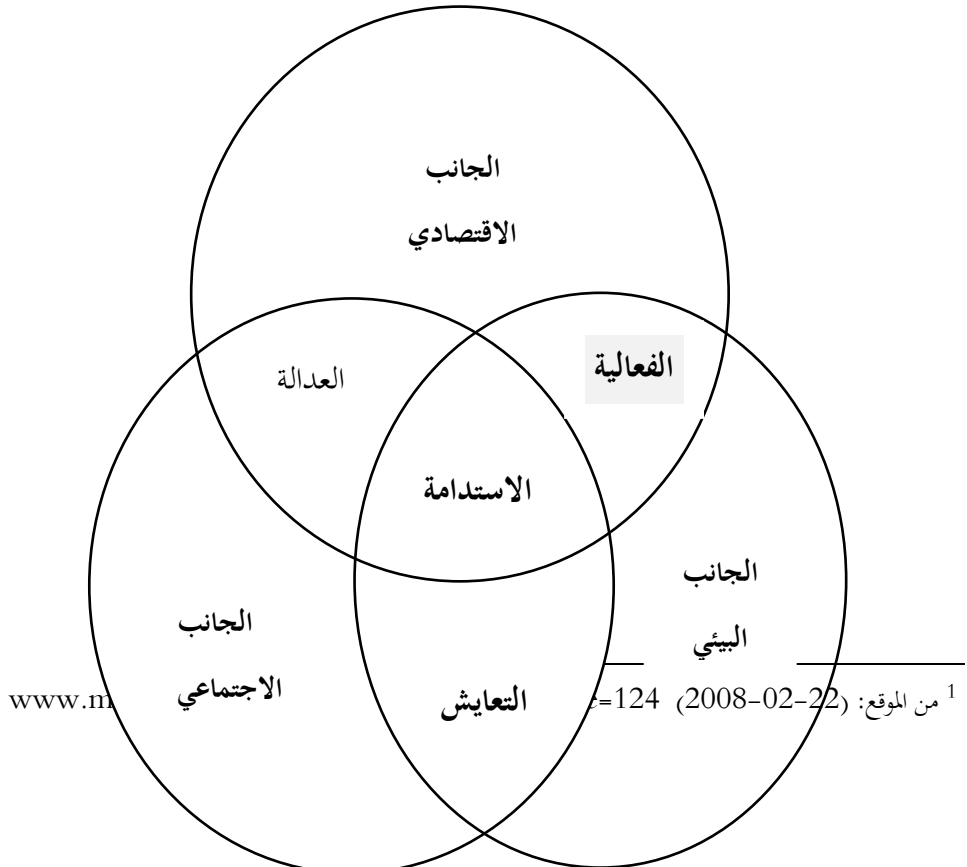 الجانب
الاقتصادي
الفعالية
العدالة
الاستدامة
الجانب
البيئي
الجانب
الاجتماعي
التعايش
1 من الموقع: (22-02-2008) =124 www.m